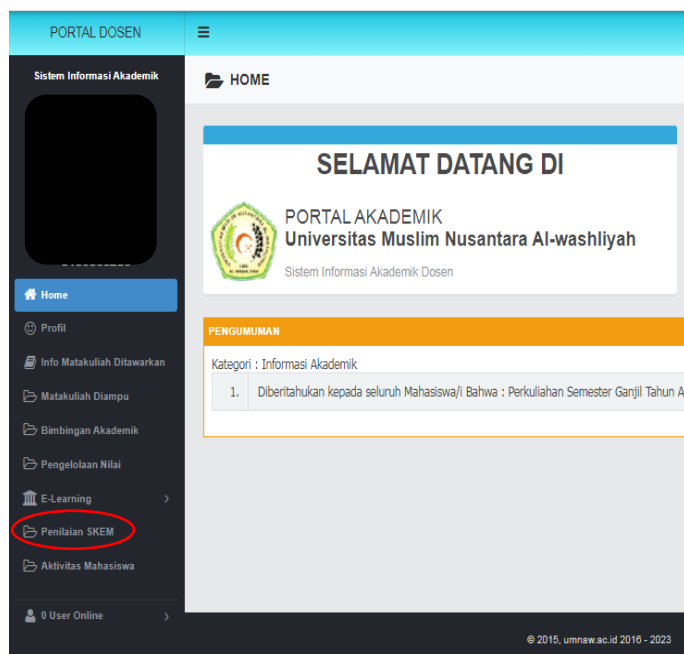 PORTAL DOSEN
Sistem Informasi Akademik
HOME
SELAMAT DATANG DI
PORTAL AKADEMIK
Universitas Muslim Nusantara Al-washliyah
Sistem Informasi Akademik Dosen
Home
Profil
Info Matakuliah Ditawarkan
Matakuliah Diampu
Bimbingan Akademik
Pengelolaan Nilai
E-Learning
Penilaian SKEM
Aktivitas Mahasiswa
0 User Online
PENGUMUMAN
Kategori : Informasi Akademik
1. Diberitahukan kepada seluruh Mahasiswa/i Bahwa : Perkuliahan Semester Ganjil Tahun A
© 2015, umnaw.ac.id 2016 - 2023